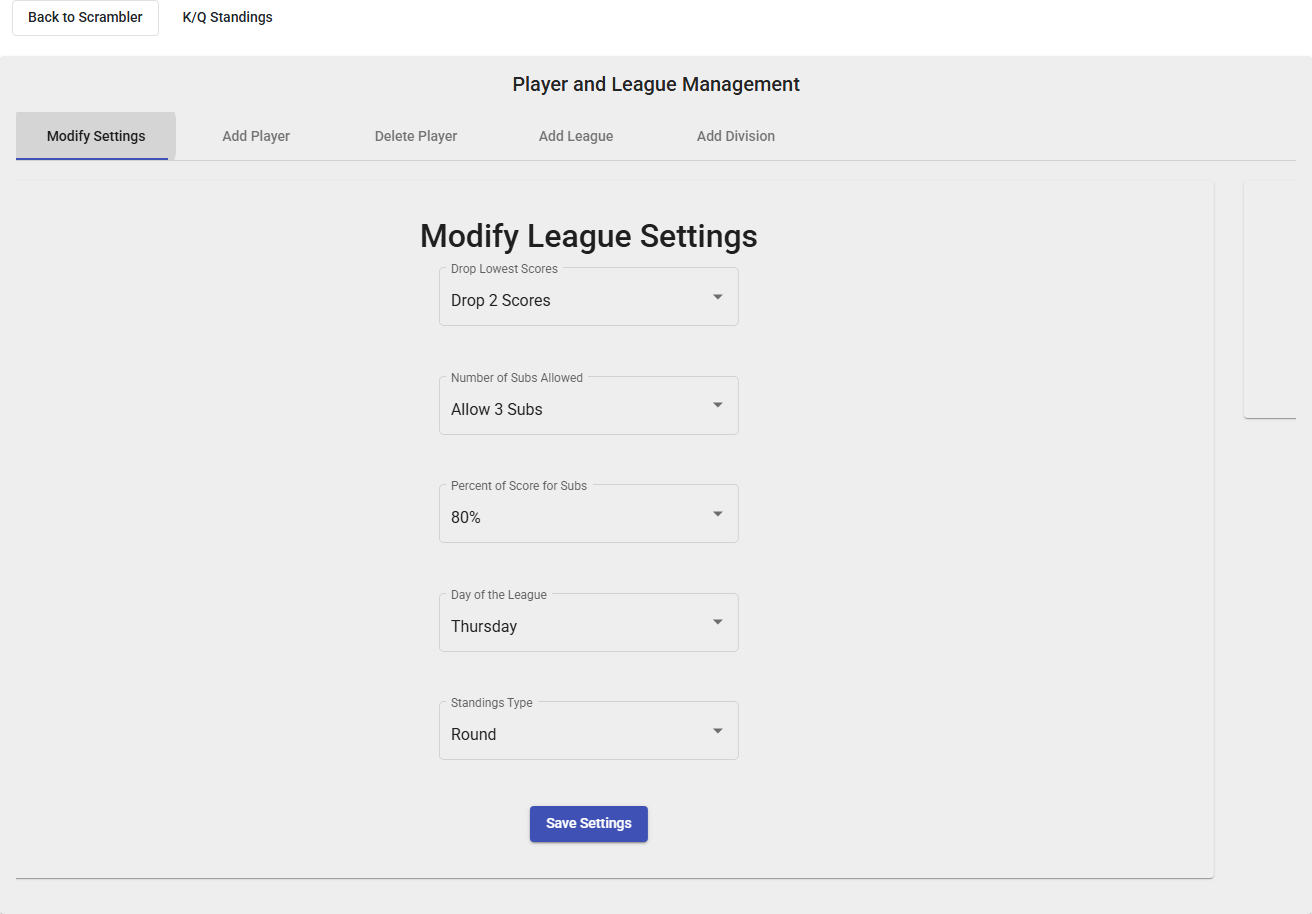 Back to Scrambler K/Q Standings
Player and League Management
Modify Settings Add Player Delete Player Add League Add Division
Modify League Settings
Drop Lowest Scores
Drop 2 Scores
Number of Subs Allowed
Allow 3 Subs
Percent of Score for Subs
80%
Day of the League
Thursday
Standings Type
Round
Save Settings